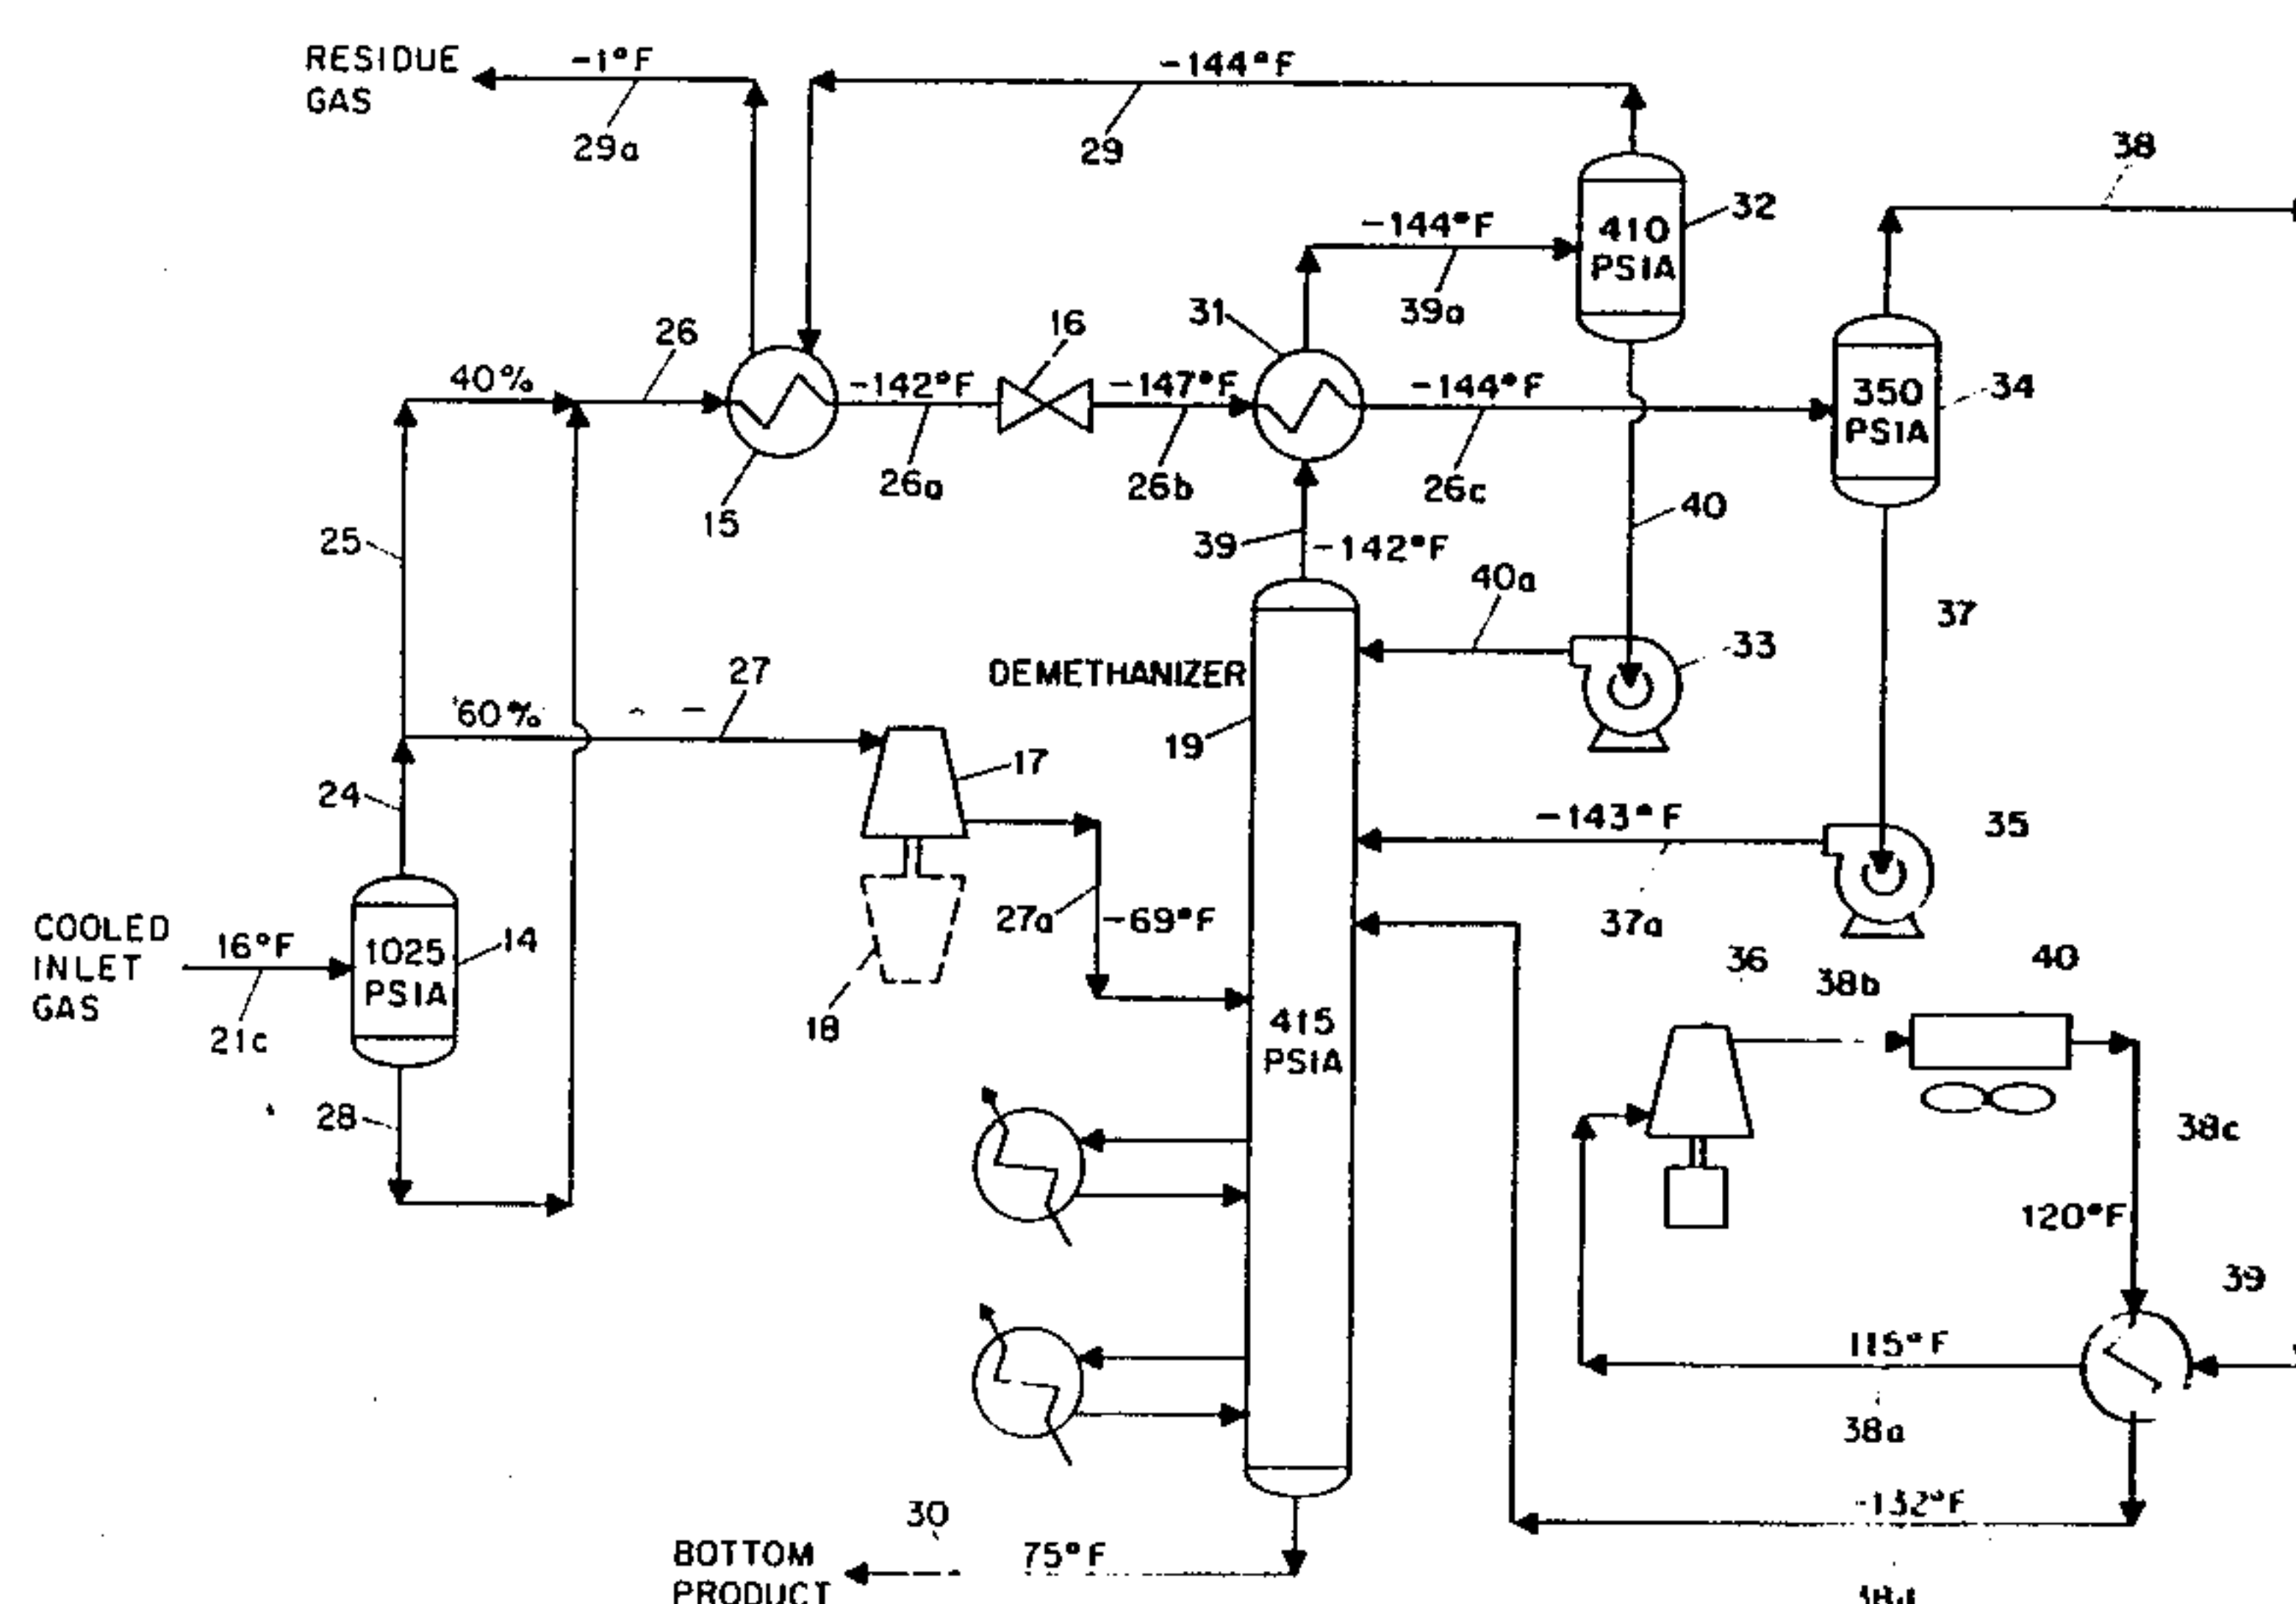 RESIDUE
GAS
-1°F
29a
-144°F
29
38
-144°F
39a
410
PSIA
32
31
16
26
40%
-142°F
-147°F
-144°F
350
PSIA
34
26a
26b
26c
15
25
39
-142°F
40
40a
37
33
DEMETHANIZER
19
27
60%
17
24
-143°F
35
37a
27a
-69°F
COOLED
INLET
GAS
16°F
21c
1025
PSIA
14
18
36
38b
40
415
PSIA
28
38c
120°F
39
115°F
38a
-132°F
38d
30
75°F
BOTTOM
PRODUCT